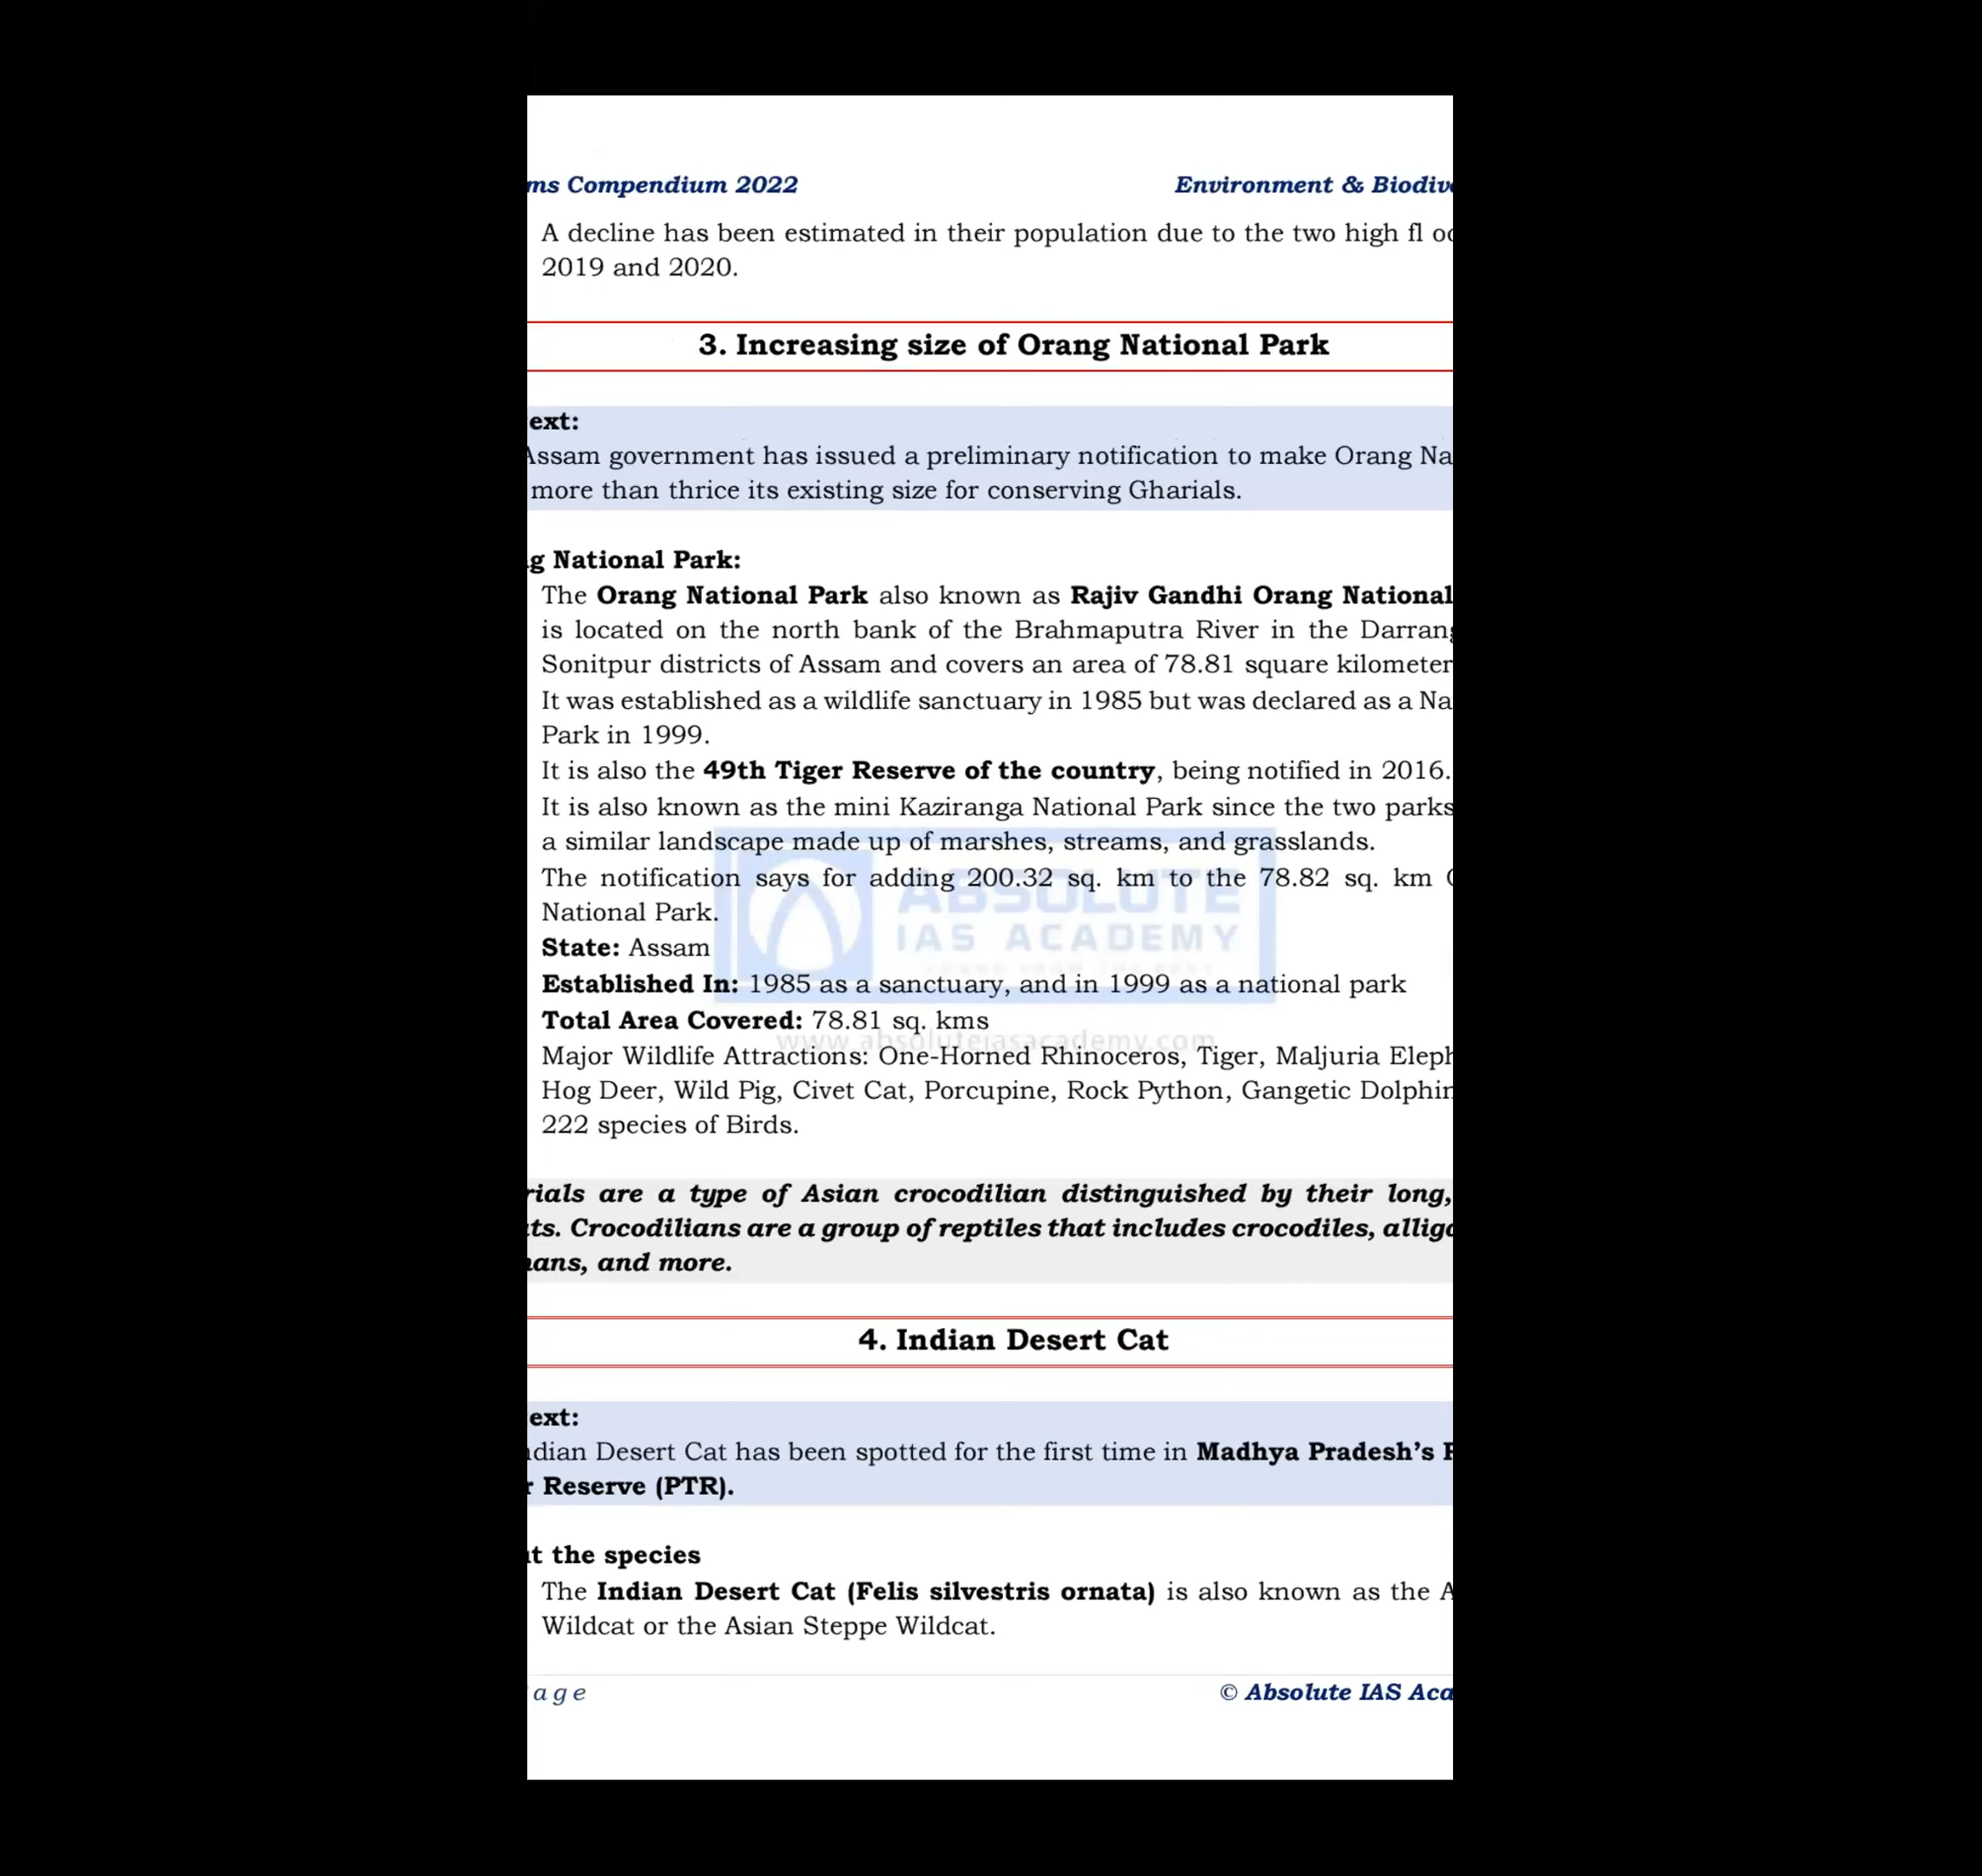 ms Compendium 2022 Environment & Biodive
A decline has been estimated in their population due to the two high fl oo
2019 and 2020.
3. Increasing size of Orang National Park
ext:
Assam government has issued a preliminary notification to make Orang Na
more than thrice its existing size for conserving Gharials.
g National Park:
The Orang National Park also known as Rajiv Gandhi Orang National
is located on the north bank of the Brahmaputra River in the Darrang
Sonitpur districts of Assam and covers an area of 78.81 square kilometer
It was established as a wildlife sanctuary in 1985 but was declared as a Na
Park in 1999.
It is also the 49th Tiger Reserve of the country, being notified in 2016.
It is also known as the mini Kaziranga National Park since the two parks
a similar landscape made up of marshes, streams, and grasslands.
The notification says for adding 200.32 sq. km to the 78.82 sq. km
National Park.
ABSOLUTE
IAS ACADEMY
State: Assam
Established In: 1985 as a sanctuary, and in 1999 as a national park
Total Area Covered: 78.81 sq. kms
www.absoluteiasacademy.com
Major Wildlife Attractions: One-Horned Rhinoceros, Tiger, Maljuria Eleph
Hog Deer, Wild Pig, Civet Cat, Porcupine, Rock Python, Gangetic Dolphin
222 species of Birds.
rials are a type of Asian crocodilian distinguished by their long,
ts. Crocodilians are a group of reptiles that includes crocodiles, alliga
ans, and more.
4. Indian Desert Cat
ext:
ndian Desert Cat has been spotted for the first time in Madhya Pradesh's P
r Reserve (PTR).
t the species
The Indian Desert Cat (Felis silvestris ornata) is also known as the A
Wildcat or the Asian Steppe Wildcat.
age © Absolute IAS Aca